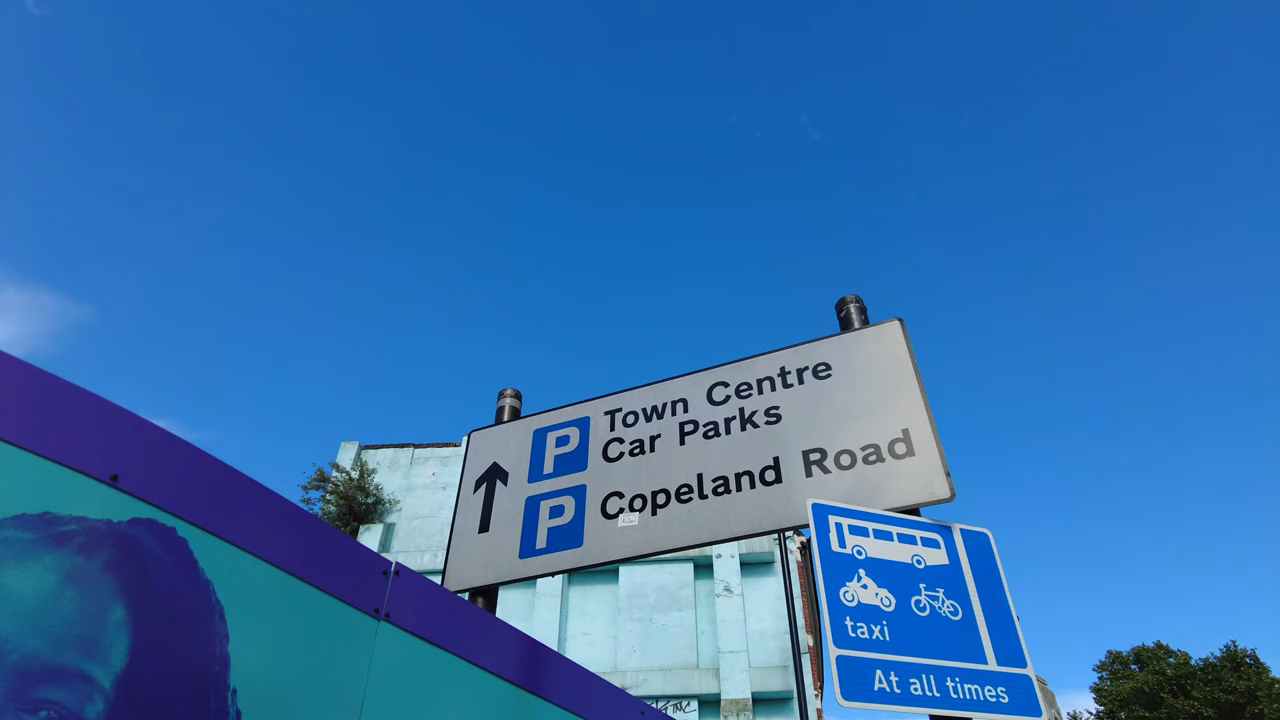 P Town Centre
Car Parks
P Copeland Road
taxi
At all times